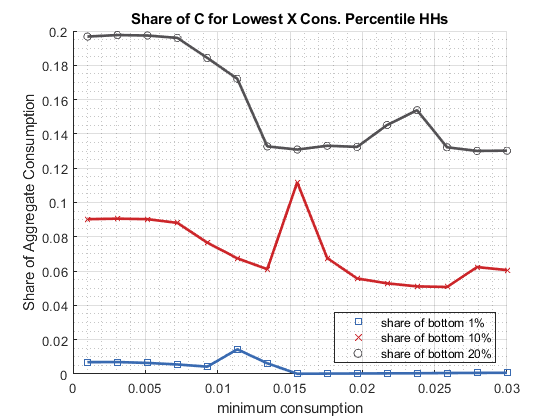 Share of C for Lowest X Cons. Percentile HHs
Share of Aggregate Consumption
0.2
0.18
0.16
0.14
0.12
0.1
0.08
0.06
0.04
0.02
0
0 0.005 0.01 0.015 0.02 0.025 0.03
minimum consumption
share of bottom 1%
share of bottom 10%
share of bottom 20%